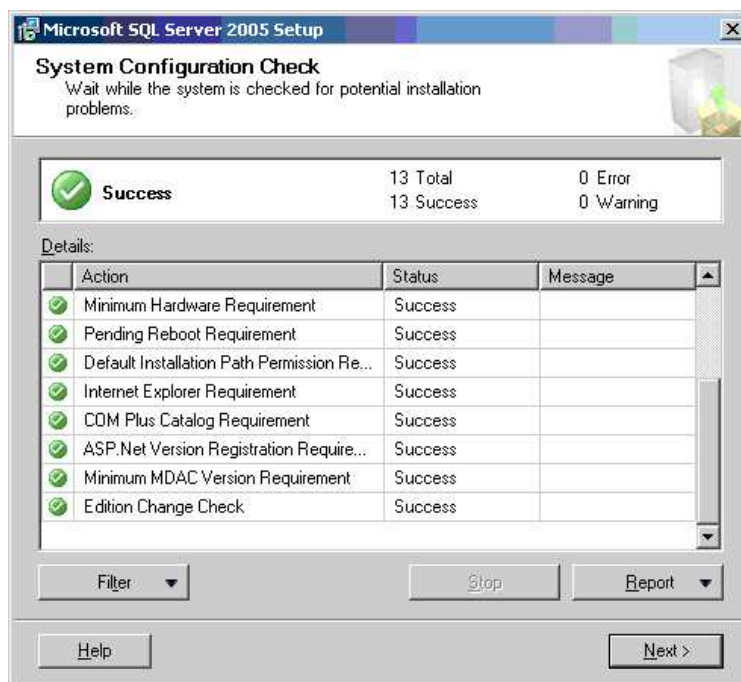 Microsoft SQL Server 2005 Setup
System Configuration Check
Wait while the system is checked for potential installation
problems.
Success
13 Total
0 Error
13 Success
0 Warning
Details:
Action Status Message
Minimum Hardware Requirement Success
Pending Reboot Requirement Success
Default Installation Path Permission Re... Success
Internet Explorer Requirement Success
COM Plus Catalog Requirement Success
ASP.Net Version Registration Require... Success
Minimum MDAC Version Requirement Success
Edition Change Check Success
Filter Stop Report
Help Next >